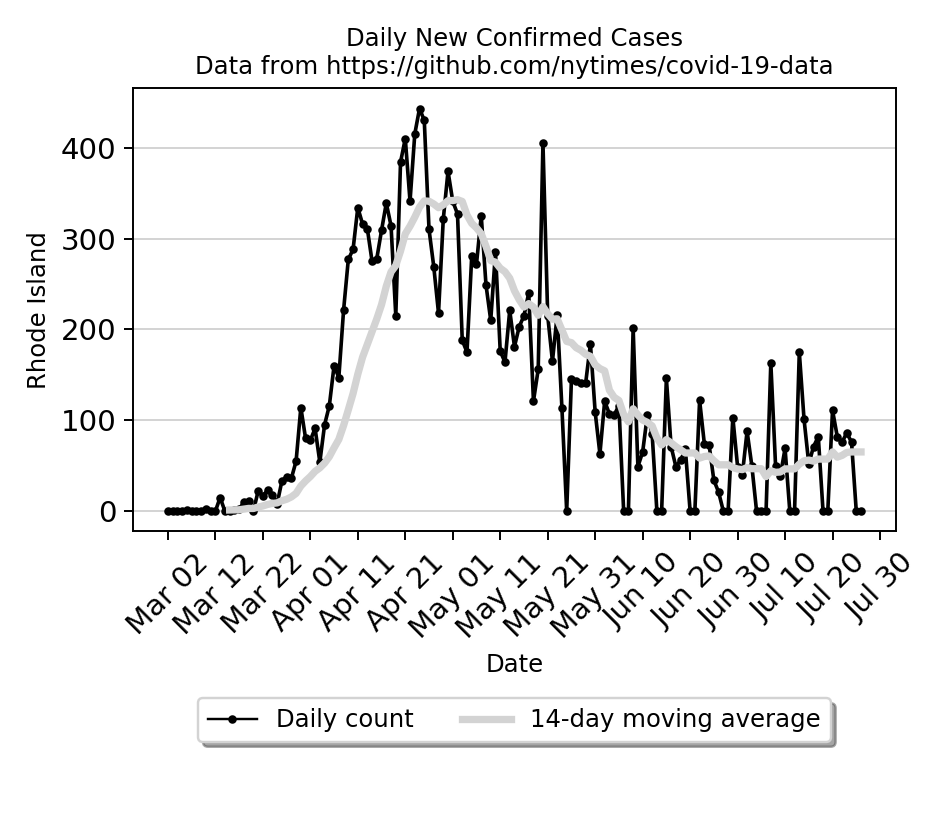 Daily New Confirmed Cases
Data from https://github.com/nytimes/covid-19-data
Rhode Island
400
300
200
100
0
Mar 02
Mar 12
Mar 22
Apr 01
Apr 11
Apr 21
May 01
May 11
May 21
May 31
Jun 10
Jun 20
Jun 30
Jul 10
Jul 20
Jul 30
Date
Daily count
14-day moving average